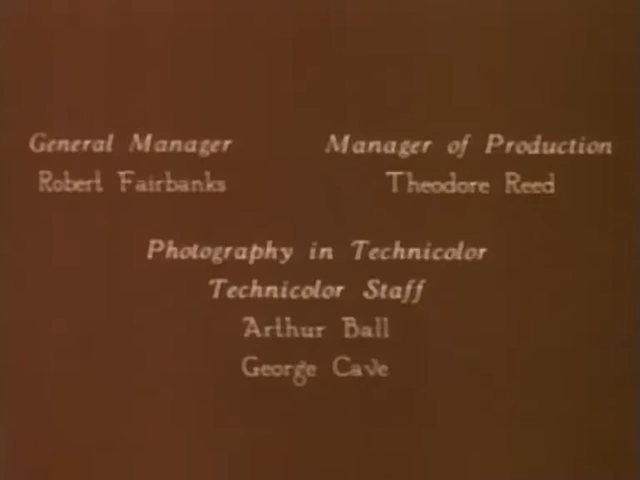 General Manager
Robert Fairbanks
Manager of Production
Theodore Reed
Photography in Technicolor
Technicolor Staff
Arthur Ball
George Cave